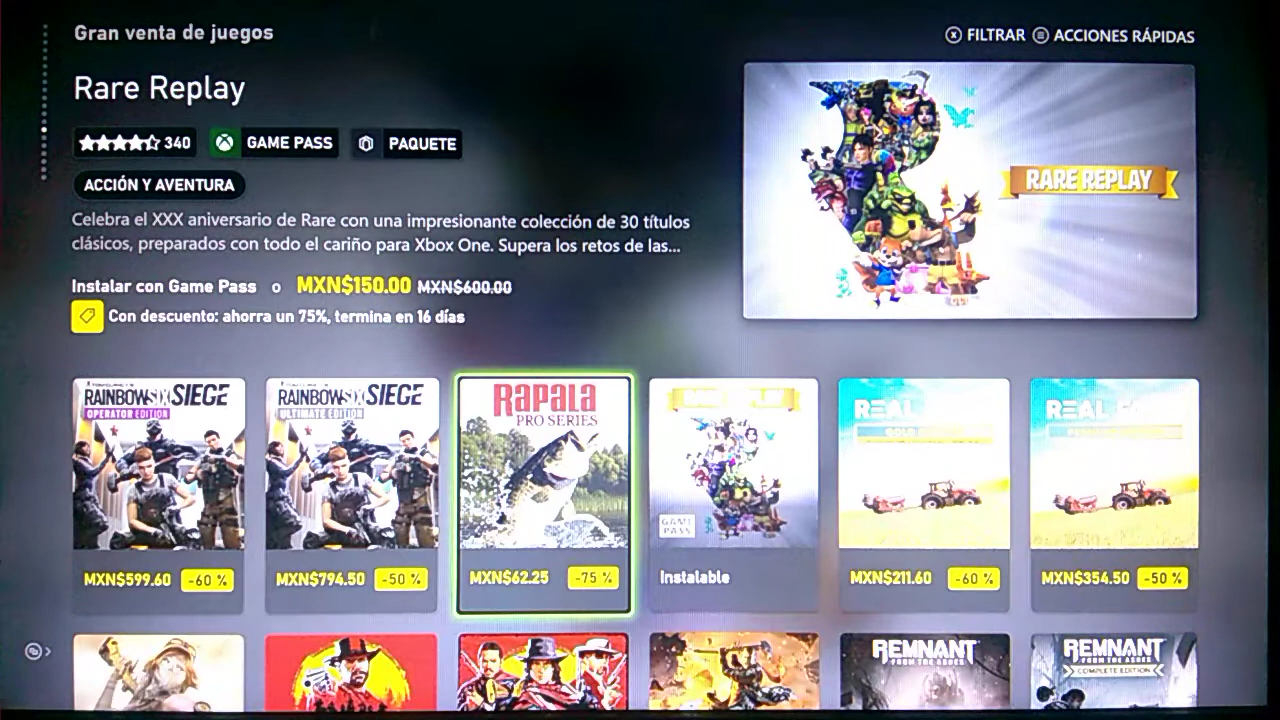 Gran venta de juegos
FILTRAR
ACCIONES RÁPIDAS
Rare Replay
340
GAME PASS
PAQUETE
ACCIÓN Y AVENTURA
Celebra el XXX aniversario de Rare con una impresionante colección de 30 títulos
clásicos, preparados con todo el cariño para Xbox One. Supera los retos de las...
Instalar con Game Pass o MXN$150.00 MXN$600.00
Con descuento: ahorra un 75%, termina en 16 días
RARE REPLAY
RAINBOW SIX SIEGE
OPERATOR EDITION
MXN$599.60 -60 %
RAINBOW SIX SIEGE
ULTIMATE EDITION
MXN$794.50 -50 %
Rapala
PRO SERIES
MXN$62.25 -75 %
GAME
PASS
Instalable
REAL
MXN$211.60 -60 %
REAL
MXN$354.50 -50 %
REMNANT
FROM THE ASHES
REMNANT
FROM THE ASHES
COMPLETE EDITION